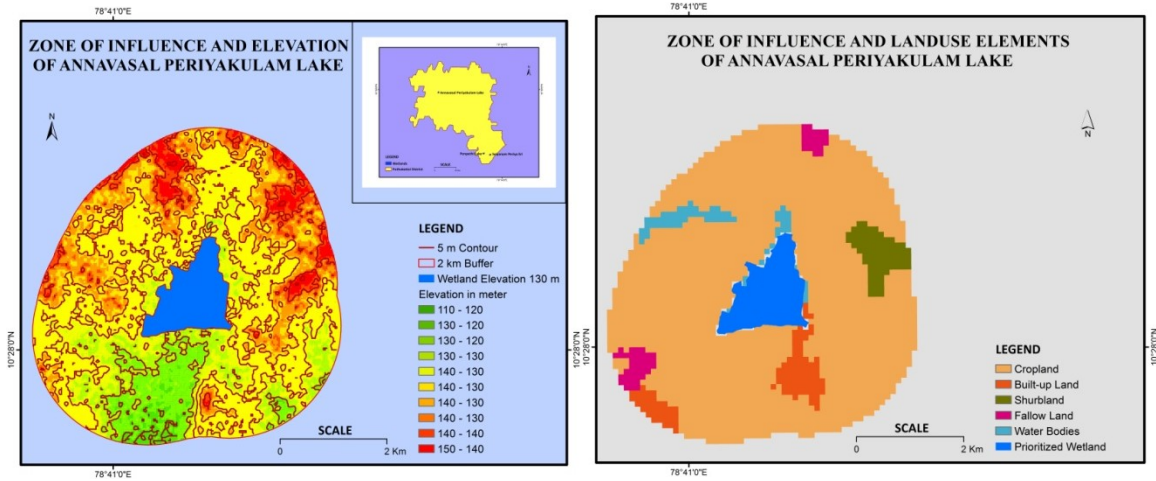 78°41'0"E
ZONE OF INFLUENCE AND ELEVATION
OF ANNAVASAL PERIYAKULAM LAKE
N
LEGEND
SCALE
10°28'0"N
LEGEND
5 m Contour
2 km Buffer
Wetland Elevation 130 m
Elevation in meter
110 - 120
130 - 120
130 - 120
130 - 130
140 - 130
140 - 130
140 - 130
140 - 130
140 - 140
150 - 140
SCALE
0 2 Km
78°41'0"E
78°41'0"E
ZONE OF INFLUENCE AND LANDUSE ELEMENTS
OF ANNAVASAL PERIYAKULAM LAKE
N
10°28'0"N
10°28'0"N
LEGEND
Cropland
Built-up Land
Shurbland
Fallow Land
Water Bodies
Prioritized Wetland
SCALE
0 2 Km
78°41'0"E